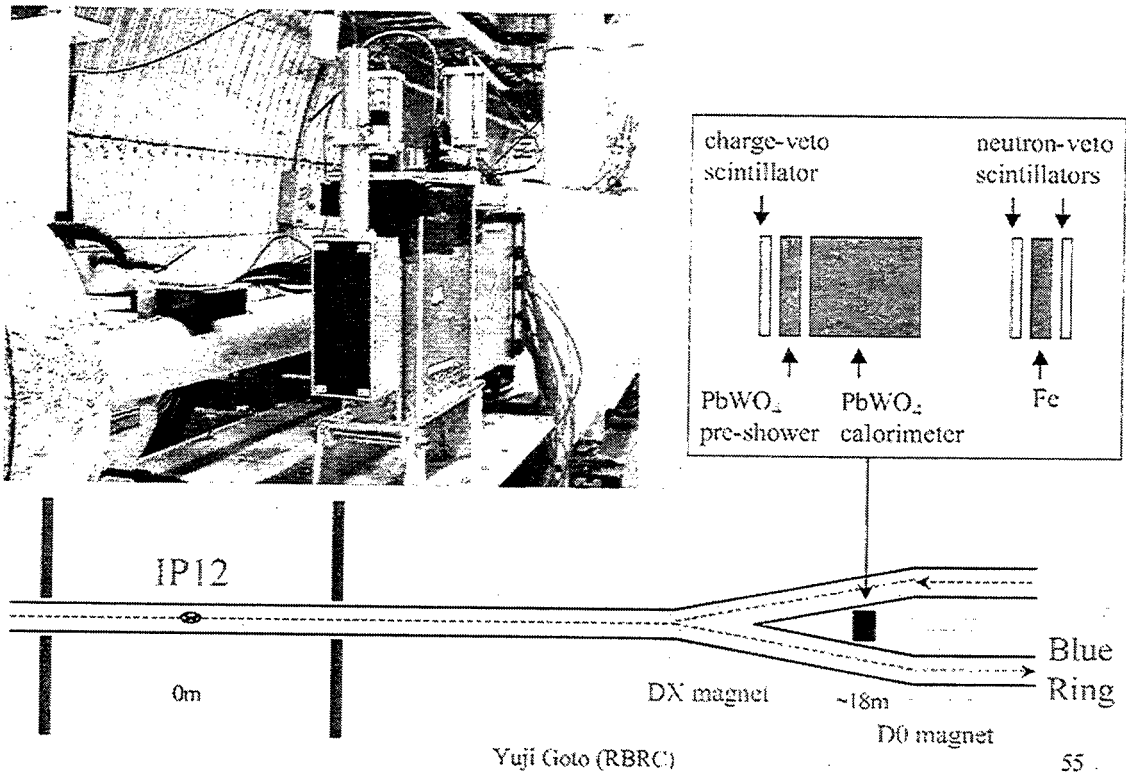 charge-veto
scintillator
neutron-veto
scintillators
PbWO₄
pre-shower
PbWO₄
calorimeter
Fe
IP12
0m
DX magnet
~18m
D0 magnet
Blue
Ring
Yuji Goto (RBRC)
55